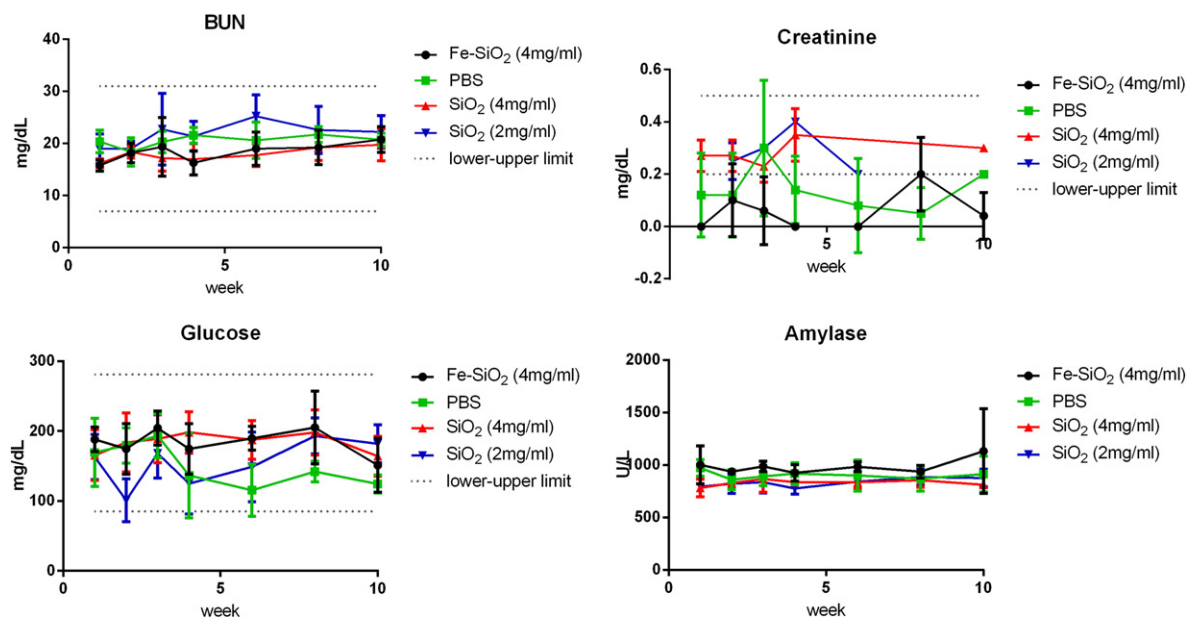 BUN
40
30
20
10
0
mg/dL
0
5
10
week
Fe-SiO₂ (4mg/ml)
PBS
SiO₂ (4mg/ml)
SiO₂ (2mg/ml)
lower-upper limit
Creatinine
0.6
0.4
0.2
0.0
-0.2
mg/dL
5
10
week
Fe-SiO₂ (4mg/ml)
PBS
SiO₂ (4mg/ml)
SiO₂ (2mg/ml)
lower-upper limit
Glucose
300
200
100
0
mg/dL
0
5
10
week
Fe-SiO₂ (4mg/ml)
PBS
SiO₂ (4mg/ml)
SiO₂ (2mg/ml)
lower-upper limit
Amylase
2000
1500
1000
500
0
U/L
0
5
10
week
Fe-SiO₂ (4mg/ml)
PBS
SiO₂ (4mg/ml)
SiO₂ (2mg/ml)